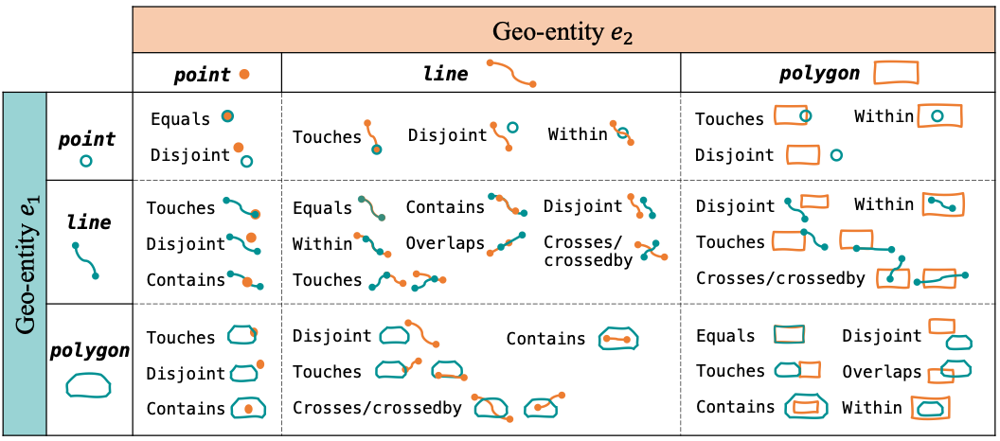 Geo-entity e₂
point
line
polygon
Geo-entity e₁
point
Equals
Disjoint
Touches
Disjoint
Within
Touches
Within
Disjoint
line
Touches
Disjoint
Contains
Equals
Contains
Disjoint
Within
Overlaps
Crosses/
crossedby
Touches
Disjoint
Within
Touches
Crosses/crossedby
polygon
Touches
Disjoint
Contains
Disjoint
Contains
Touches
Crosses/crossedby
Equals
Disjoint
Touches
Overlaps
Contains
Within